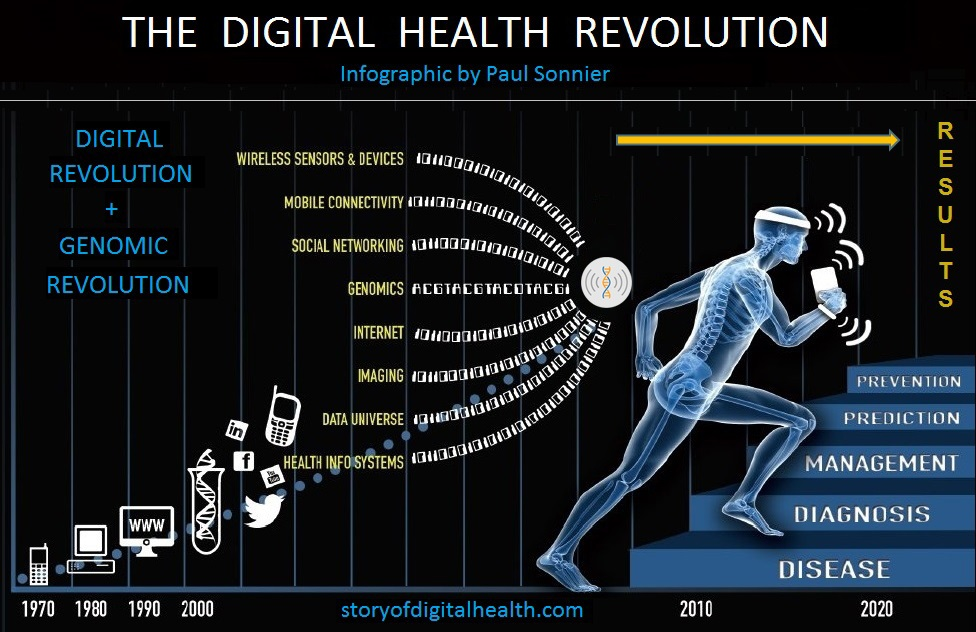 THE DIGITAL HEALTH REVOLUTION
Infographic by Paul Sonnier
DIGITAL
REVOLUTION
+
GENOMIC
REVOLUTION
WIRELESS SENSORS & DEVICES
MOBILE CONNECTIVITY
SOCIAL NETWORKING
GENOMICS
INTERNET
IMAGING
DATA UNIVERSE
HEALTH INFO SYSTEMS
RESULTS
WWW
in
f
You
Tube
PREVENTION
PREDICTION
MANAGEMENT
DIAGNOSIS
DISEASE
1970 1980 1990 2000 2010 2020
storyofdigitalhealth.com